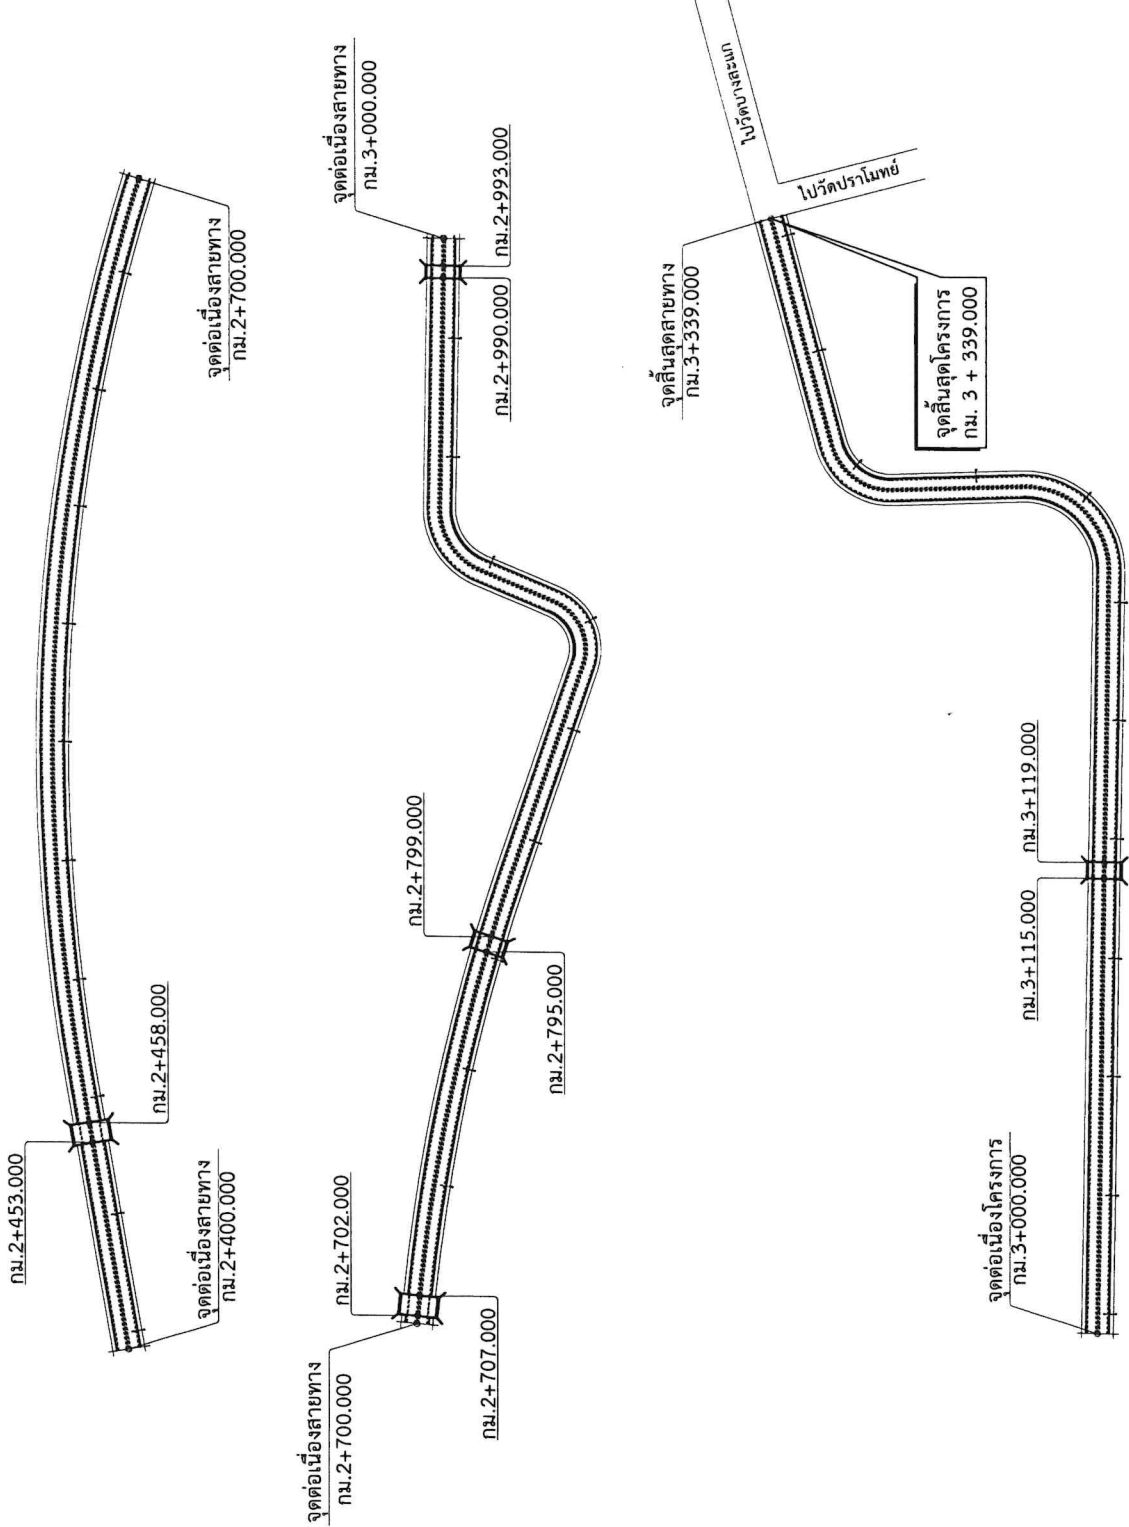 กม.2+453.000
จุดต่อเนื่องสายทาง
กม.2+400.000
กม.2+458.000
จุดต่อเนื่องสายทาง
กม.2+700.000
จุดต่อเนื่องสายทาง
กม.2+700.000
กม.2+702.000
กม.2+707.000
กม.2+799.000
กม.2+795.000
กม.2+990.000
กม.2+993.000
จุดต่อเนื่องสายทาง
กม.3+000.000
จุดต่อเนื่องโครงการ
กม.3+000.000
กม.3+115.000
กม.3+119.000
จุดสิ้นสุดสายทาง
กม.3+339.000
จุดสิ้นสุดโครงการ
กม. 3 + 339.000
ไปวัดบางสะแก
ไปวัดปราโมทย์